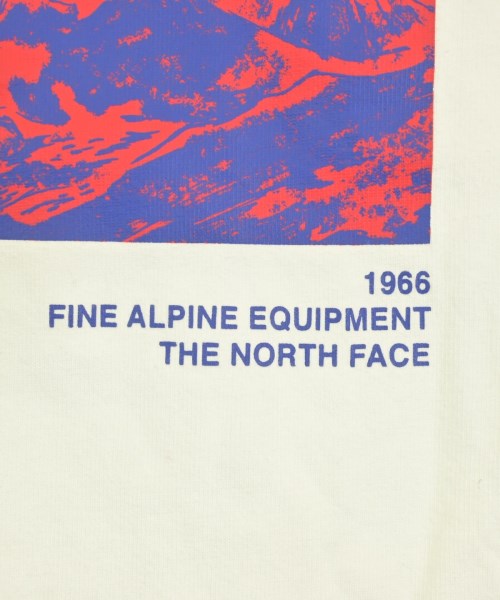 1966
FINE ALPINE EQUIPMENT
THE NORTH FACE